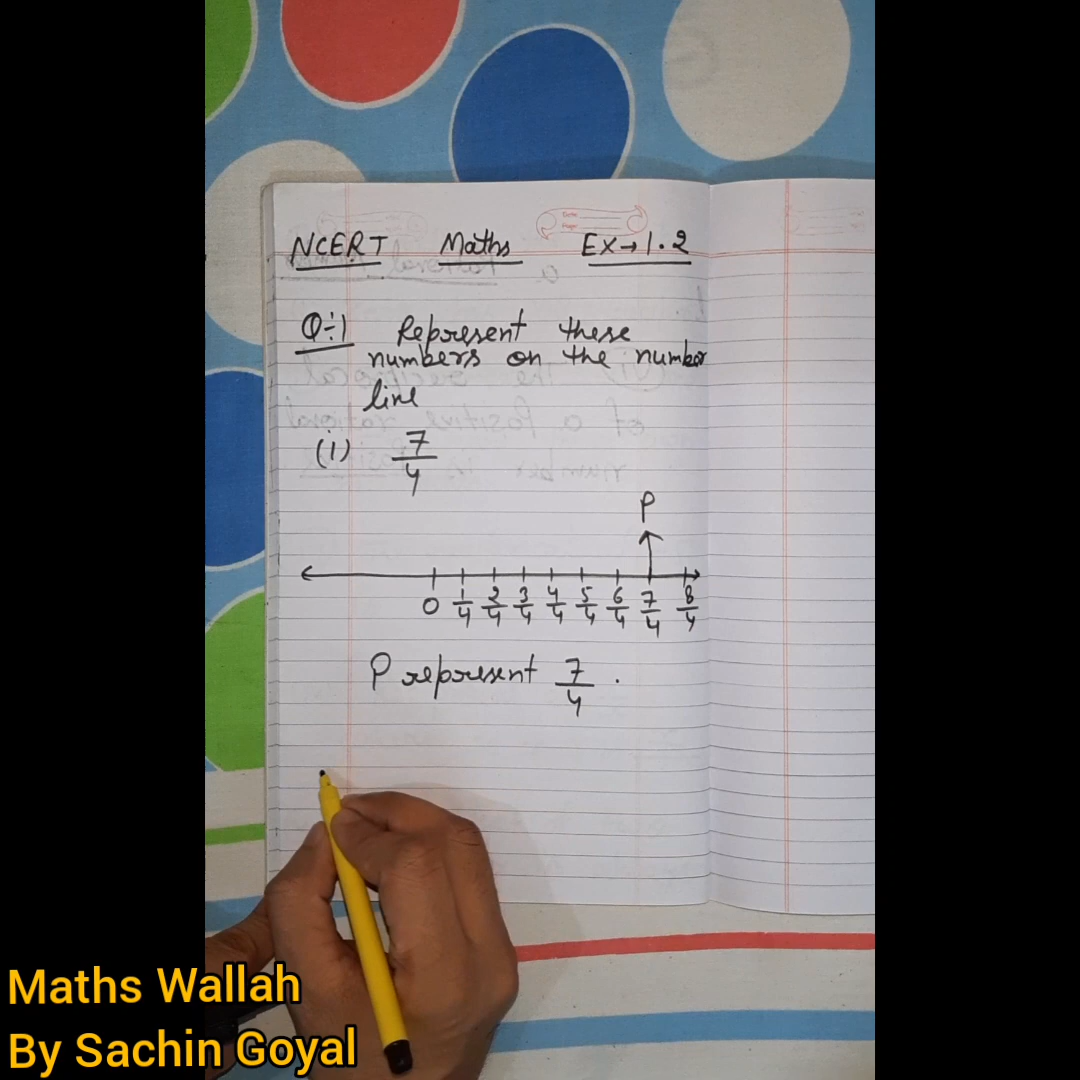 NCERT Maths EX→1.2
Q÷1 Represent these
numbers on the number
line
(i) 7/4
P
0 1/4 2/4 3/4 4/4 5/4 6/4 7/4 8/4
P represent 7/4 .
Maths Wallah
By Sachin Goyal